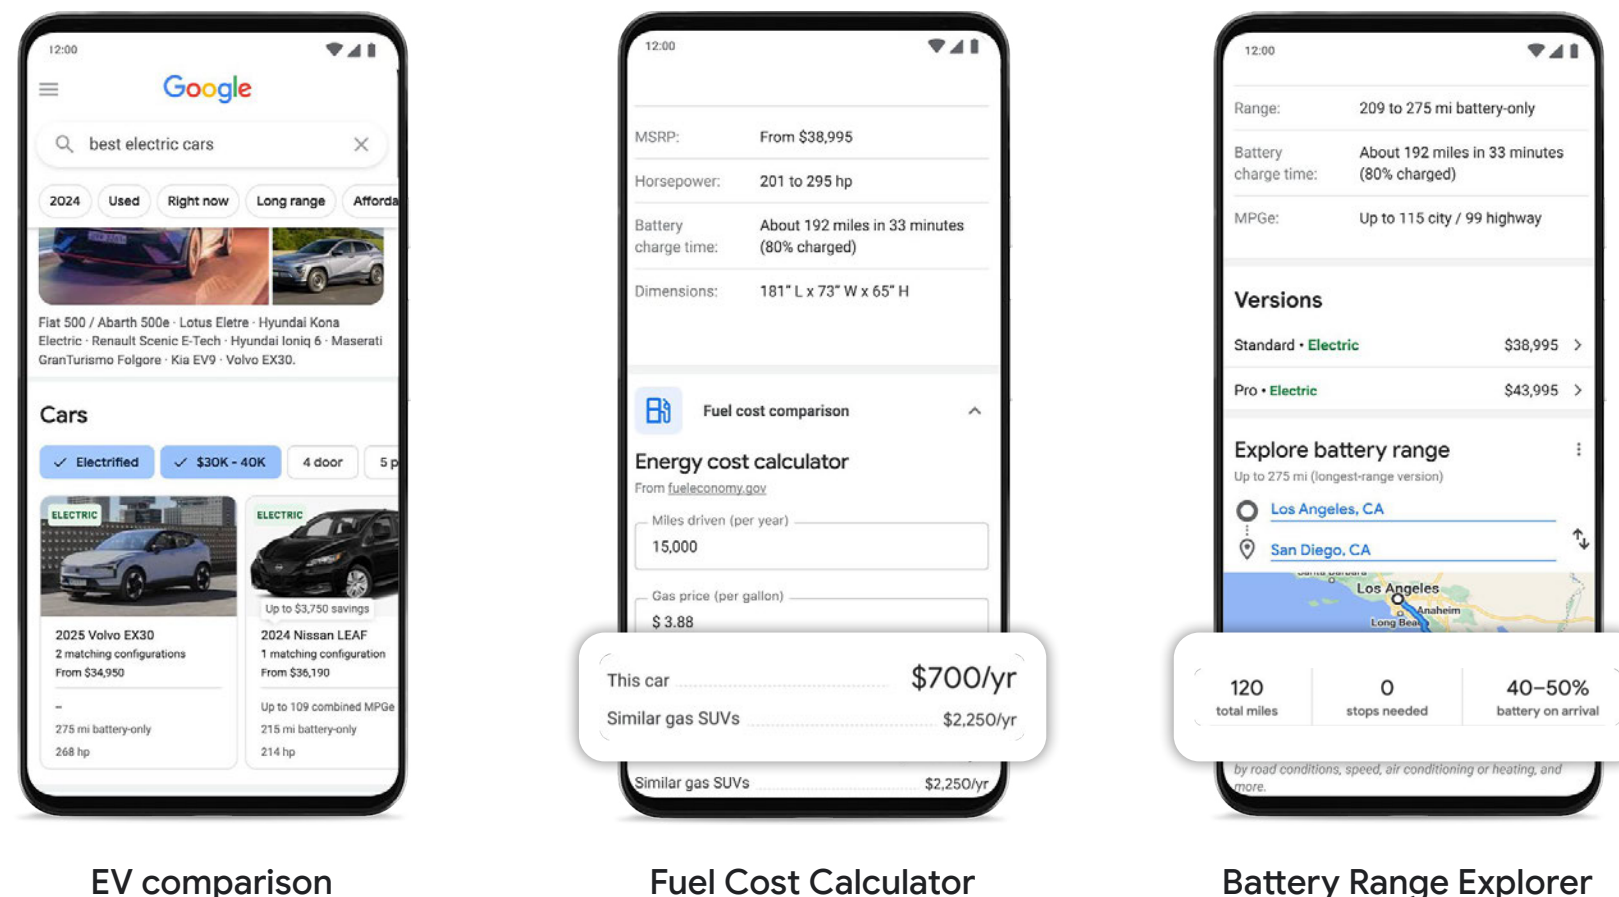 12:00
Google
best electric cars
2024
Used
Right now
Long range
Afforda
Fiat 500 / Abarth 500e · Lotus Eletre · Hyundai Kona
Electric · Renault Scenic E-Tech · Hyundai Ioniq 6 · Maserati
GranTurismo Folgore · Kia EV9 · Volvo EX30.
Cars
Electrified
$30K - 40K
4 door
5 p
ELECTRIC
2025 Volvo EX30
2 matching configurations
From $34,950
–
275 mi battery-only
268 hp
ELECTRIC
Up to $3,750 savings
2024 Nissan LEAF
1 matching configuration
From $36,190
Up to 109 combined MPGe
215 mi battery-only
214 hp
EV comparison
12:00
MSRP: From $38,995
Horsepower: 201 to 295 hp
Battery About 192 miles in 33 minutes
charge time: (80% charged)
Dimensions: 181" L x 73" W x 65" H
Fuel cost comparison
Energy cost calculator
From fueleconomy.gov
Miles driven (per year)
15,000
Gas price (per gallon)
$ 3.88
This car $700/yr
Similar gas SUVs $2,250/yr
Similar gas SUVs $2,250/yr
Fuel Cost Calculator
12:00
Range: 209 to 275 mi battery-only
Battery About 192 miles in 33 minutes
charge time: (80% charged)
MPGe: Up to 115 city / 99 highway
Versions
Standard • Electric $38,995
Pro • Electric $43,995
Explore battery range
Up to 275 mi (longest-range version)
Los Angeles, CA
San Diego, CA
Santa Barbara
Los Angeles
Anaheim
Long Beac
120 0 40–50%
total miles stops needed battery on arrival
by road conditions, speed, air conditioning or heating, and
more.
Battery Range Explorer